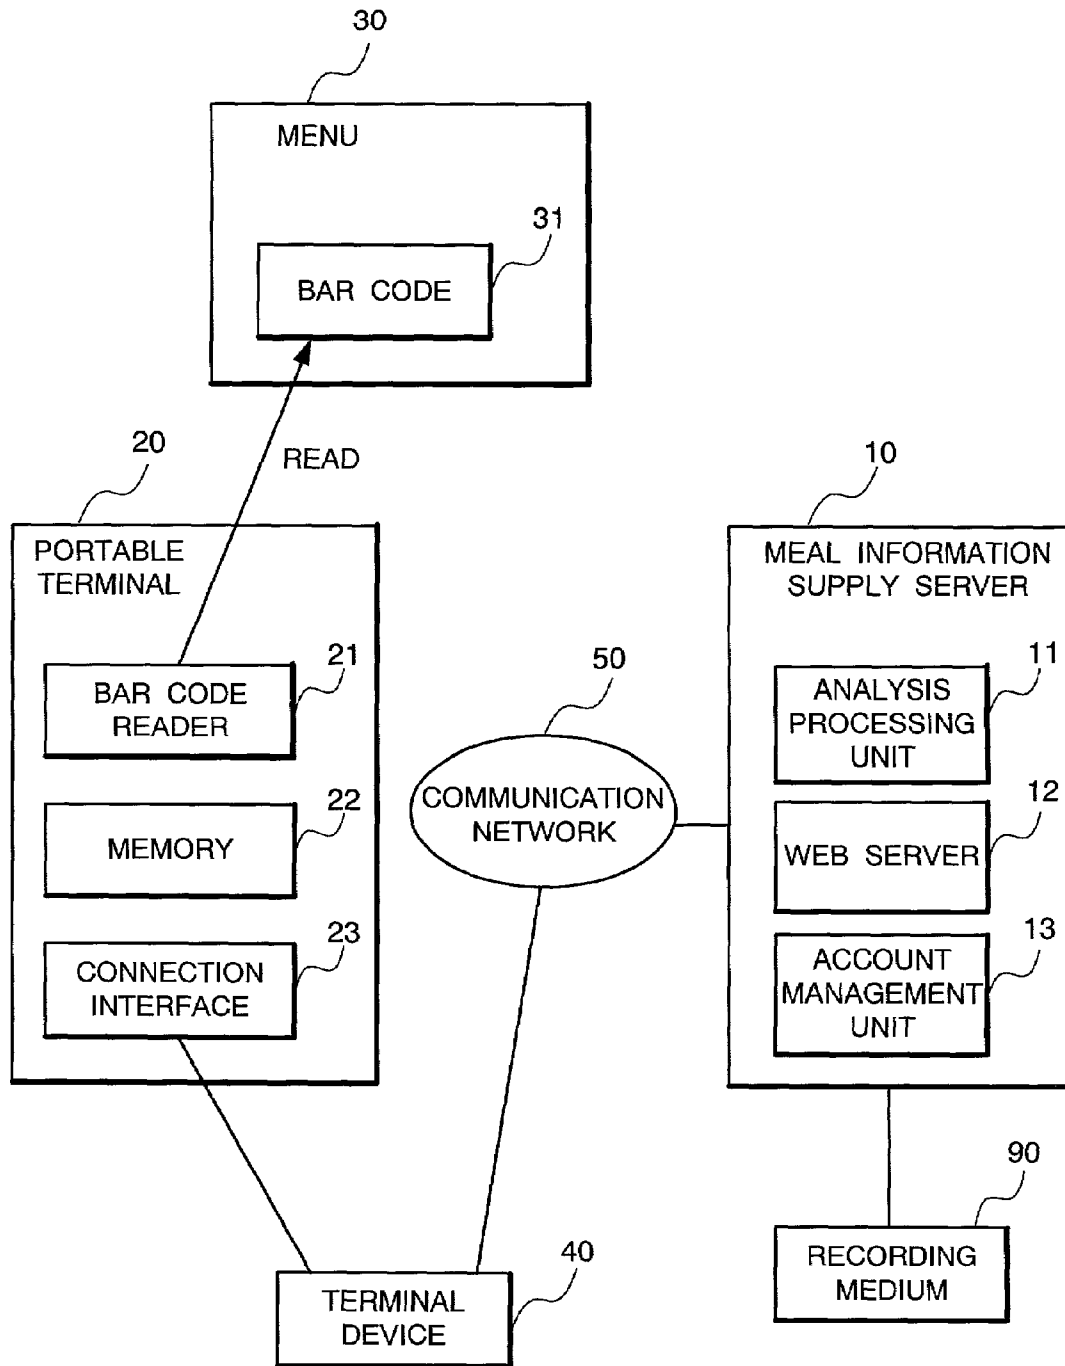 30
MENU
31
BAR CODE
READ
20
PORTABLE
TERMINAL
21
BAR CODE
READER
22
MEMORY
23
CONNECTION
INTERFACE
50
COMMUNICATION
NETWORK
10
MEAL INFORMATION
SUPPLY SERVER
11
ANALYSIS
PROCESSING
UNIT
12
WEB SERVER
13
ACCOUNT
MANAGEMENT
UNIT
90
RECORDING
MEDIUM
40
TERMINAL
DEVICE